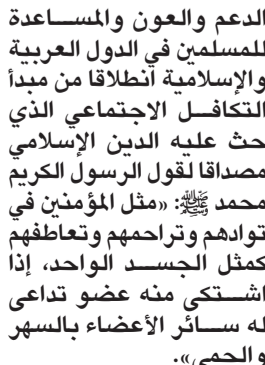 الدعم والعون والمساعدة
للمسلمين في الدول العربية
والإسلامية انطلاقا من مبدأ
التكافل الاجتماعي الذي
حث عليه الدين الإسلامي
مصداقا لقول الرسول الكريم
محمد ﷺ: «مثل المؤمنين في
توادهم وتراحمهم وتعاطفهم
كمثل الجسد الواحد، إذا
اشتكى منه عضو تداعى
له سائر الأعضاء بالسهر
والحمى».